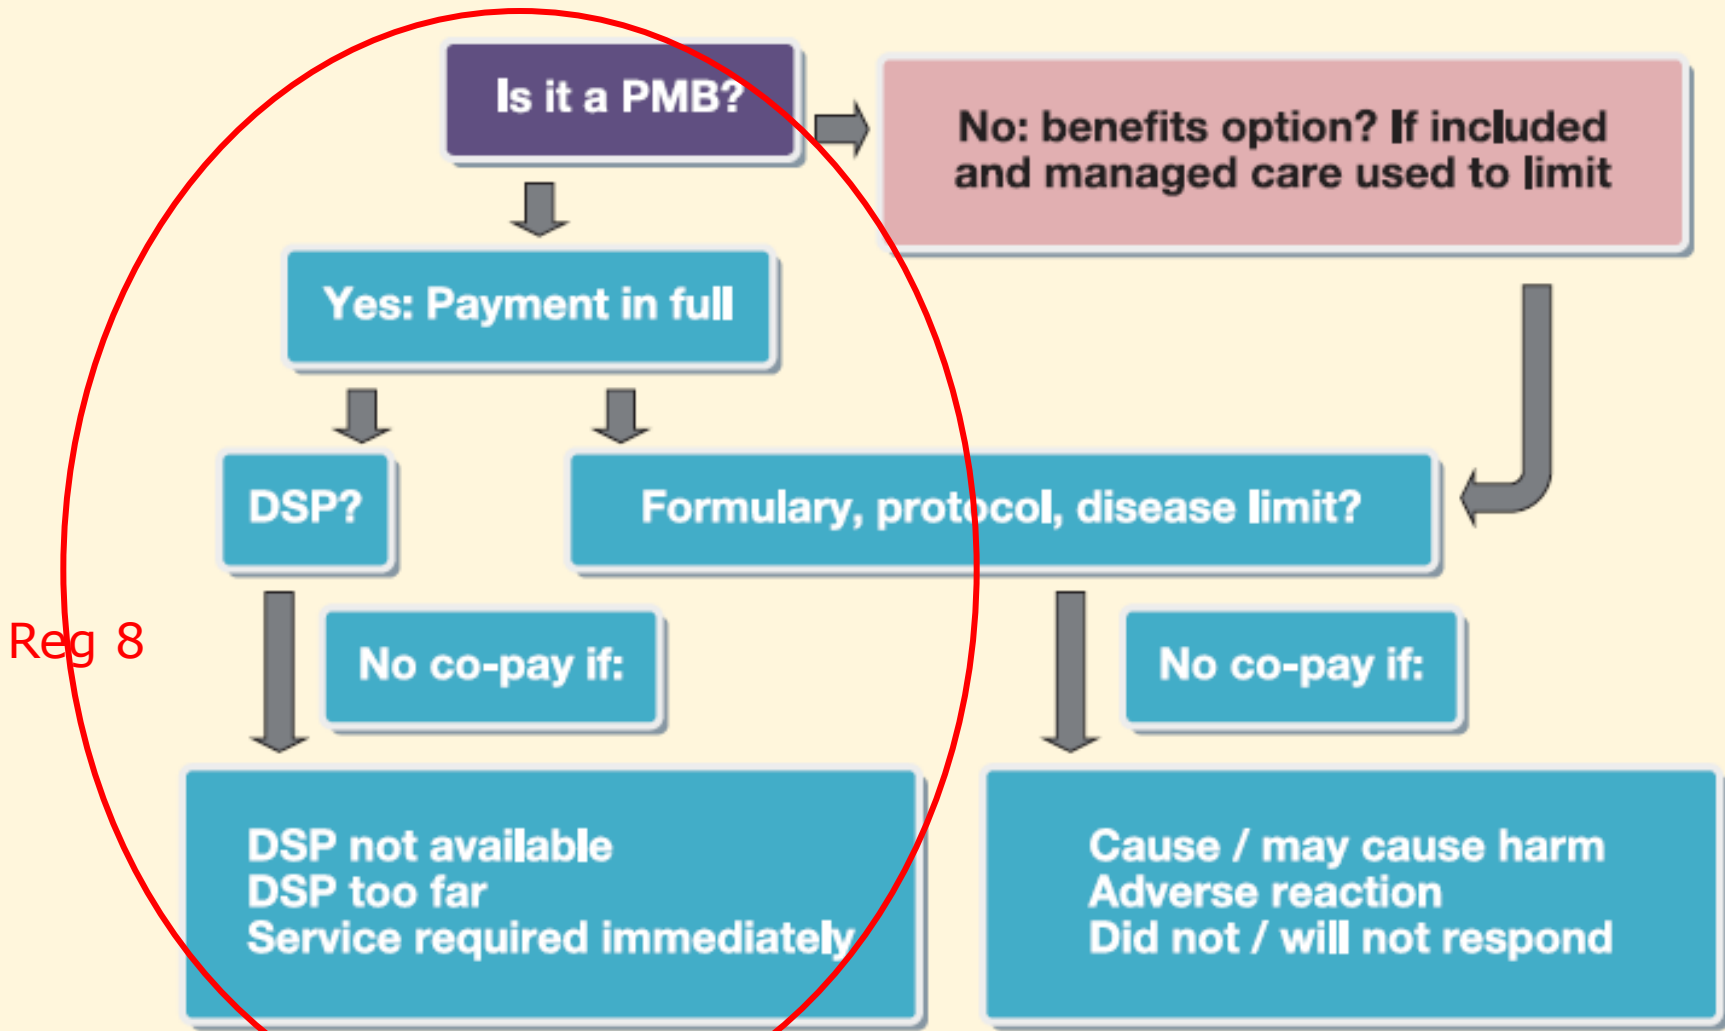 Is it a PMB?
No: benefits option? If included
and managed care used to limit
Yes: Payment in full
DSP?
Formulary, protocol, disease limit?
Reg 8
No co-pay if:
No co-pay if:
DSP not available
DSP too far
Service required immediately
Cause / may cause harm
Adverse reaction
Did not / will not respond